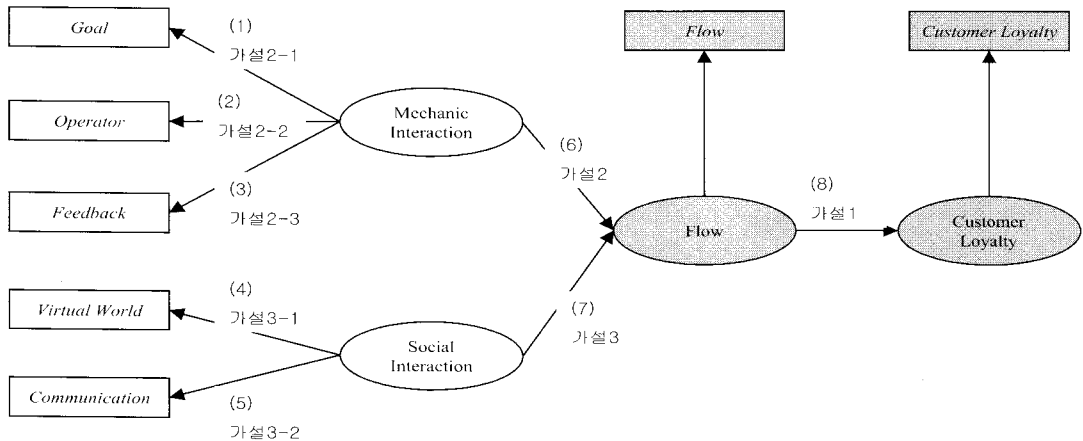 Goal
(1)
가설2-1
Operator
(2)
가설2-2
Feedback
(3)
가설2-3
Mechanic
Interaction
(6)
가설2
Virtual World
(4)
가설3-1
Communication
(5)
가설3-2
Social
Interaction
(7)
가설3
Flow
Flow
(8)
가설1
Customer Loyalty
Customer
Loyalty